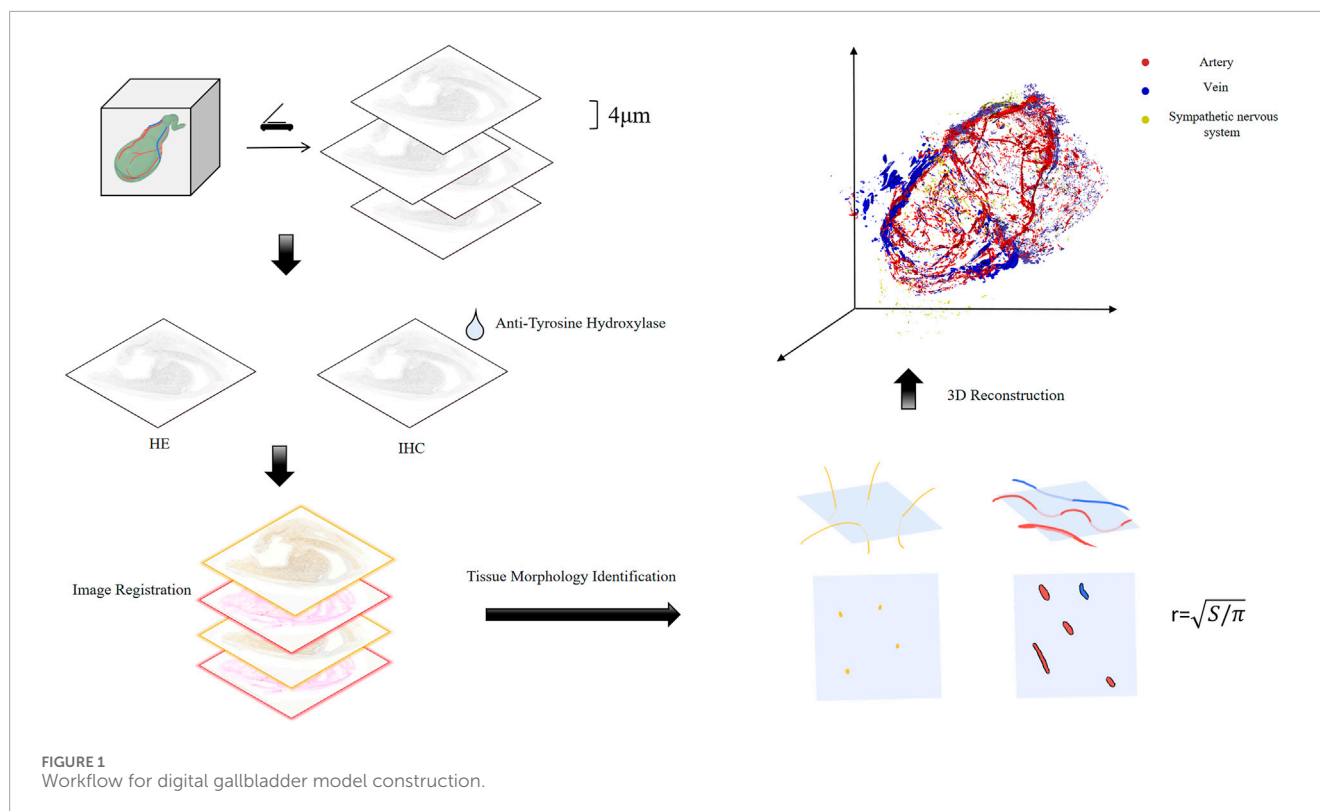 4μm
Anti-Tyrosine Hydroxylase
HE
IHC
Image Registration
Tissue Morphology Identification
Artery
Vein
Sympathetic nervous
system
3D Reconstruction
r=√S/π
FIGURE 1
Workflow for digital gallbladder model construction.